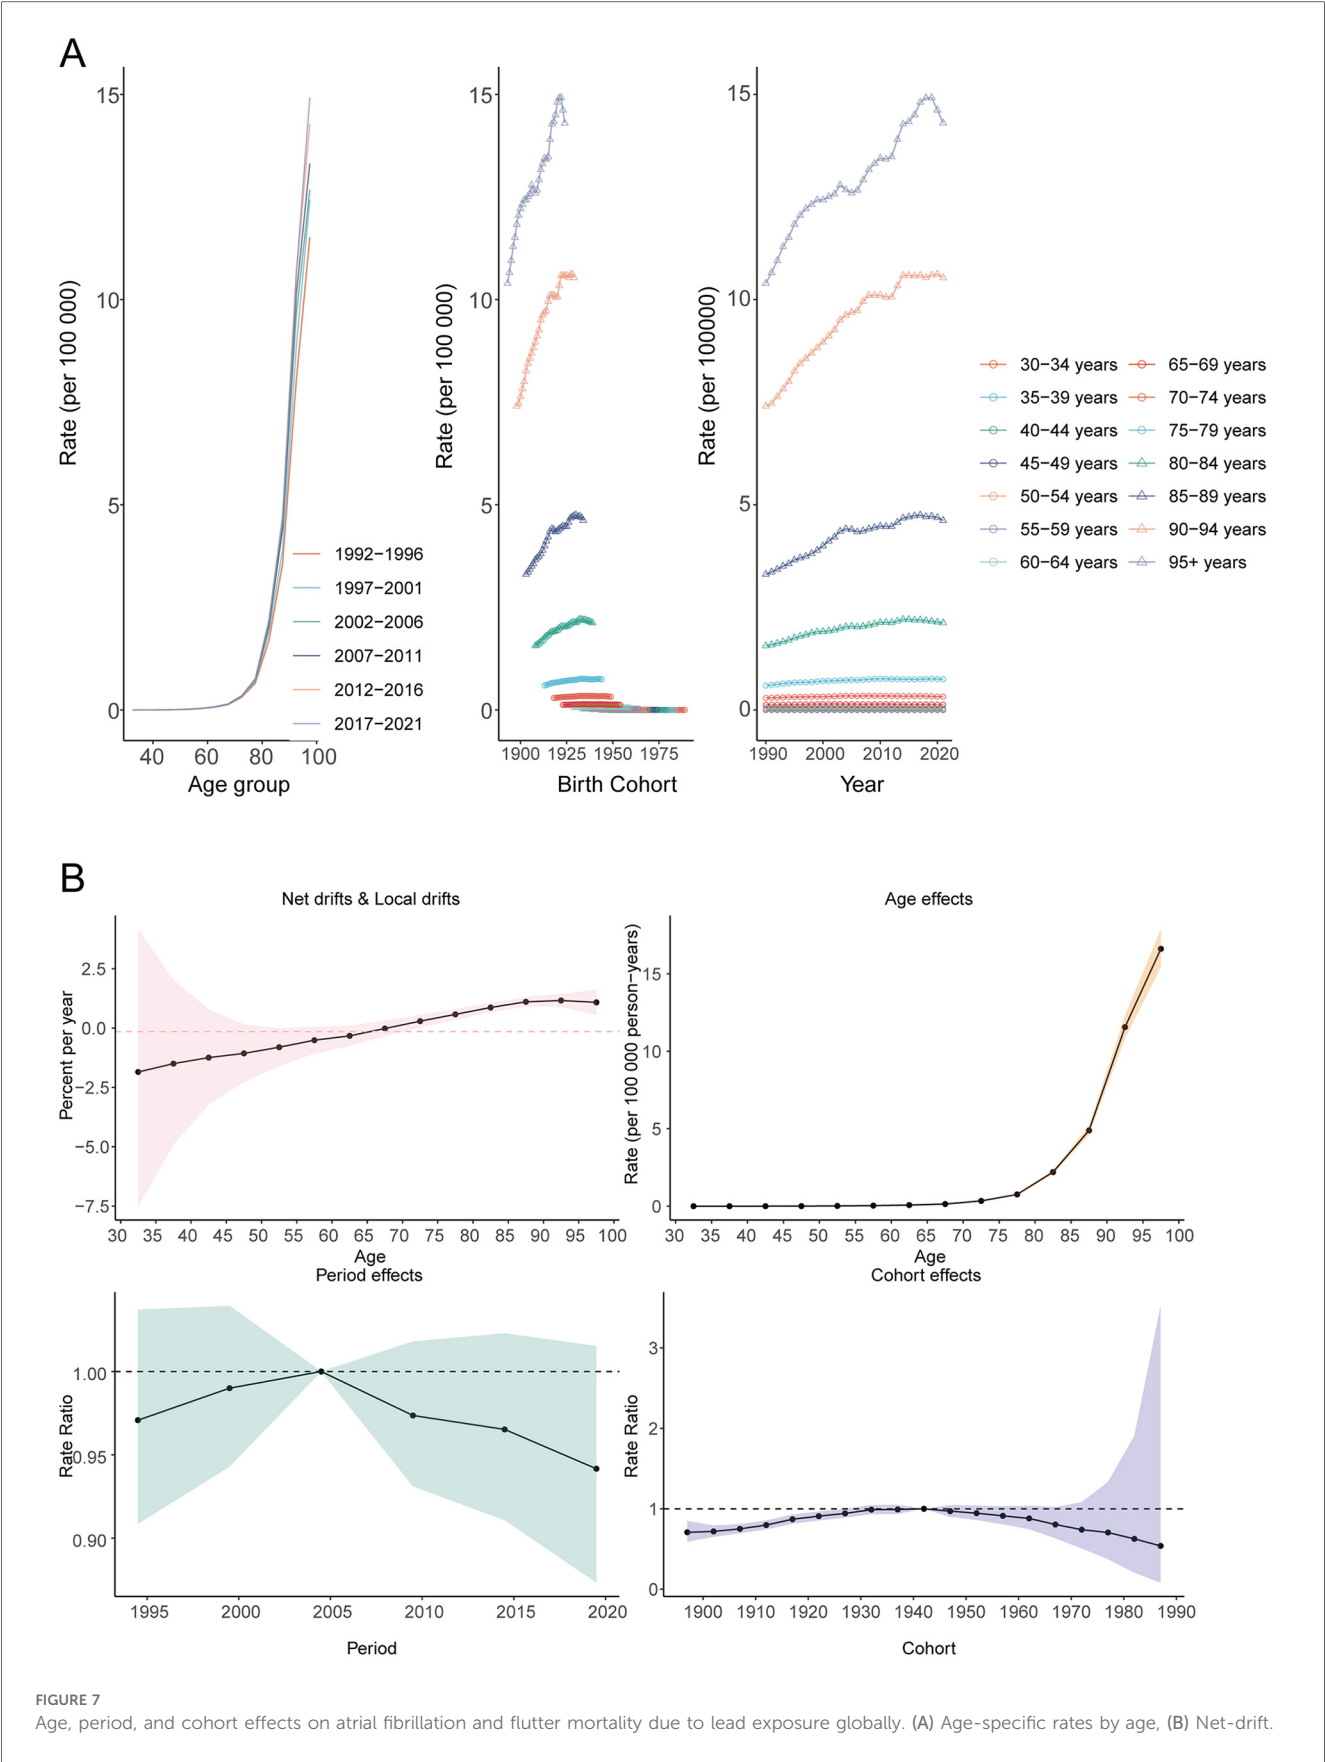 A
15
10
5
0
Rate (per 100 000)
40 60 80 100
Age group
1992−1996
1997−2001
2002−2006
2007−2011
2012−2016
2017−2021
15
10
5
0
Rate (per 100 000)
1900 1925 1950 1975
Birth Cohort
15
10
5
0
Rate (per 100000)
1990 2000 2010 2020
Year
30−34 years 65−69 years
35−39 years 70−74 years
40−44 years 75−79 years
45−49 years 80−84 years
50−54 years 85−89 years
55−59 years 90−94 years
60−64 years 95+ years
B
Net drifts & Local drifts
2.5
0.0
−2.5
−5.0
−7.5
Percent per year
30 35 40 45 50 55 60 65 70 75 80 85 90 95 100
Age
Age effects
15
10
5
0
Rate (per 100 000 person−years)
30 35 40 45 50 55 60 65 70 75 80 85 90 95 100
Age
Period effects
1.00
0.95
0.90
Rate Ratio
1995 2000 2005 2010 2015 2020
Period
Cohort effects
3
2
1
0
Rate Ratio
1900 1910 1920 1930 1940 1950 1960 1970 1980 1990
Cohort
FIGURE 7
Age, period, and cohort effects on atrial fibrillation and flutter mortality due to lead exposure globally. (A) Age-specific rates by age, (B) Net-drift.